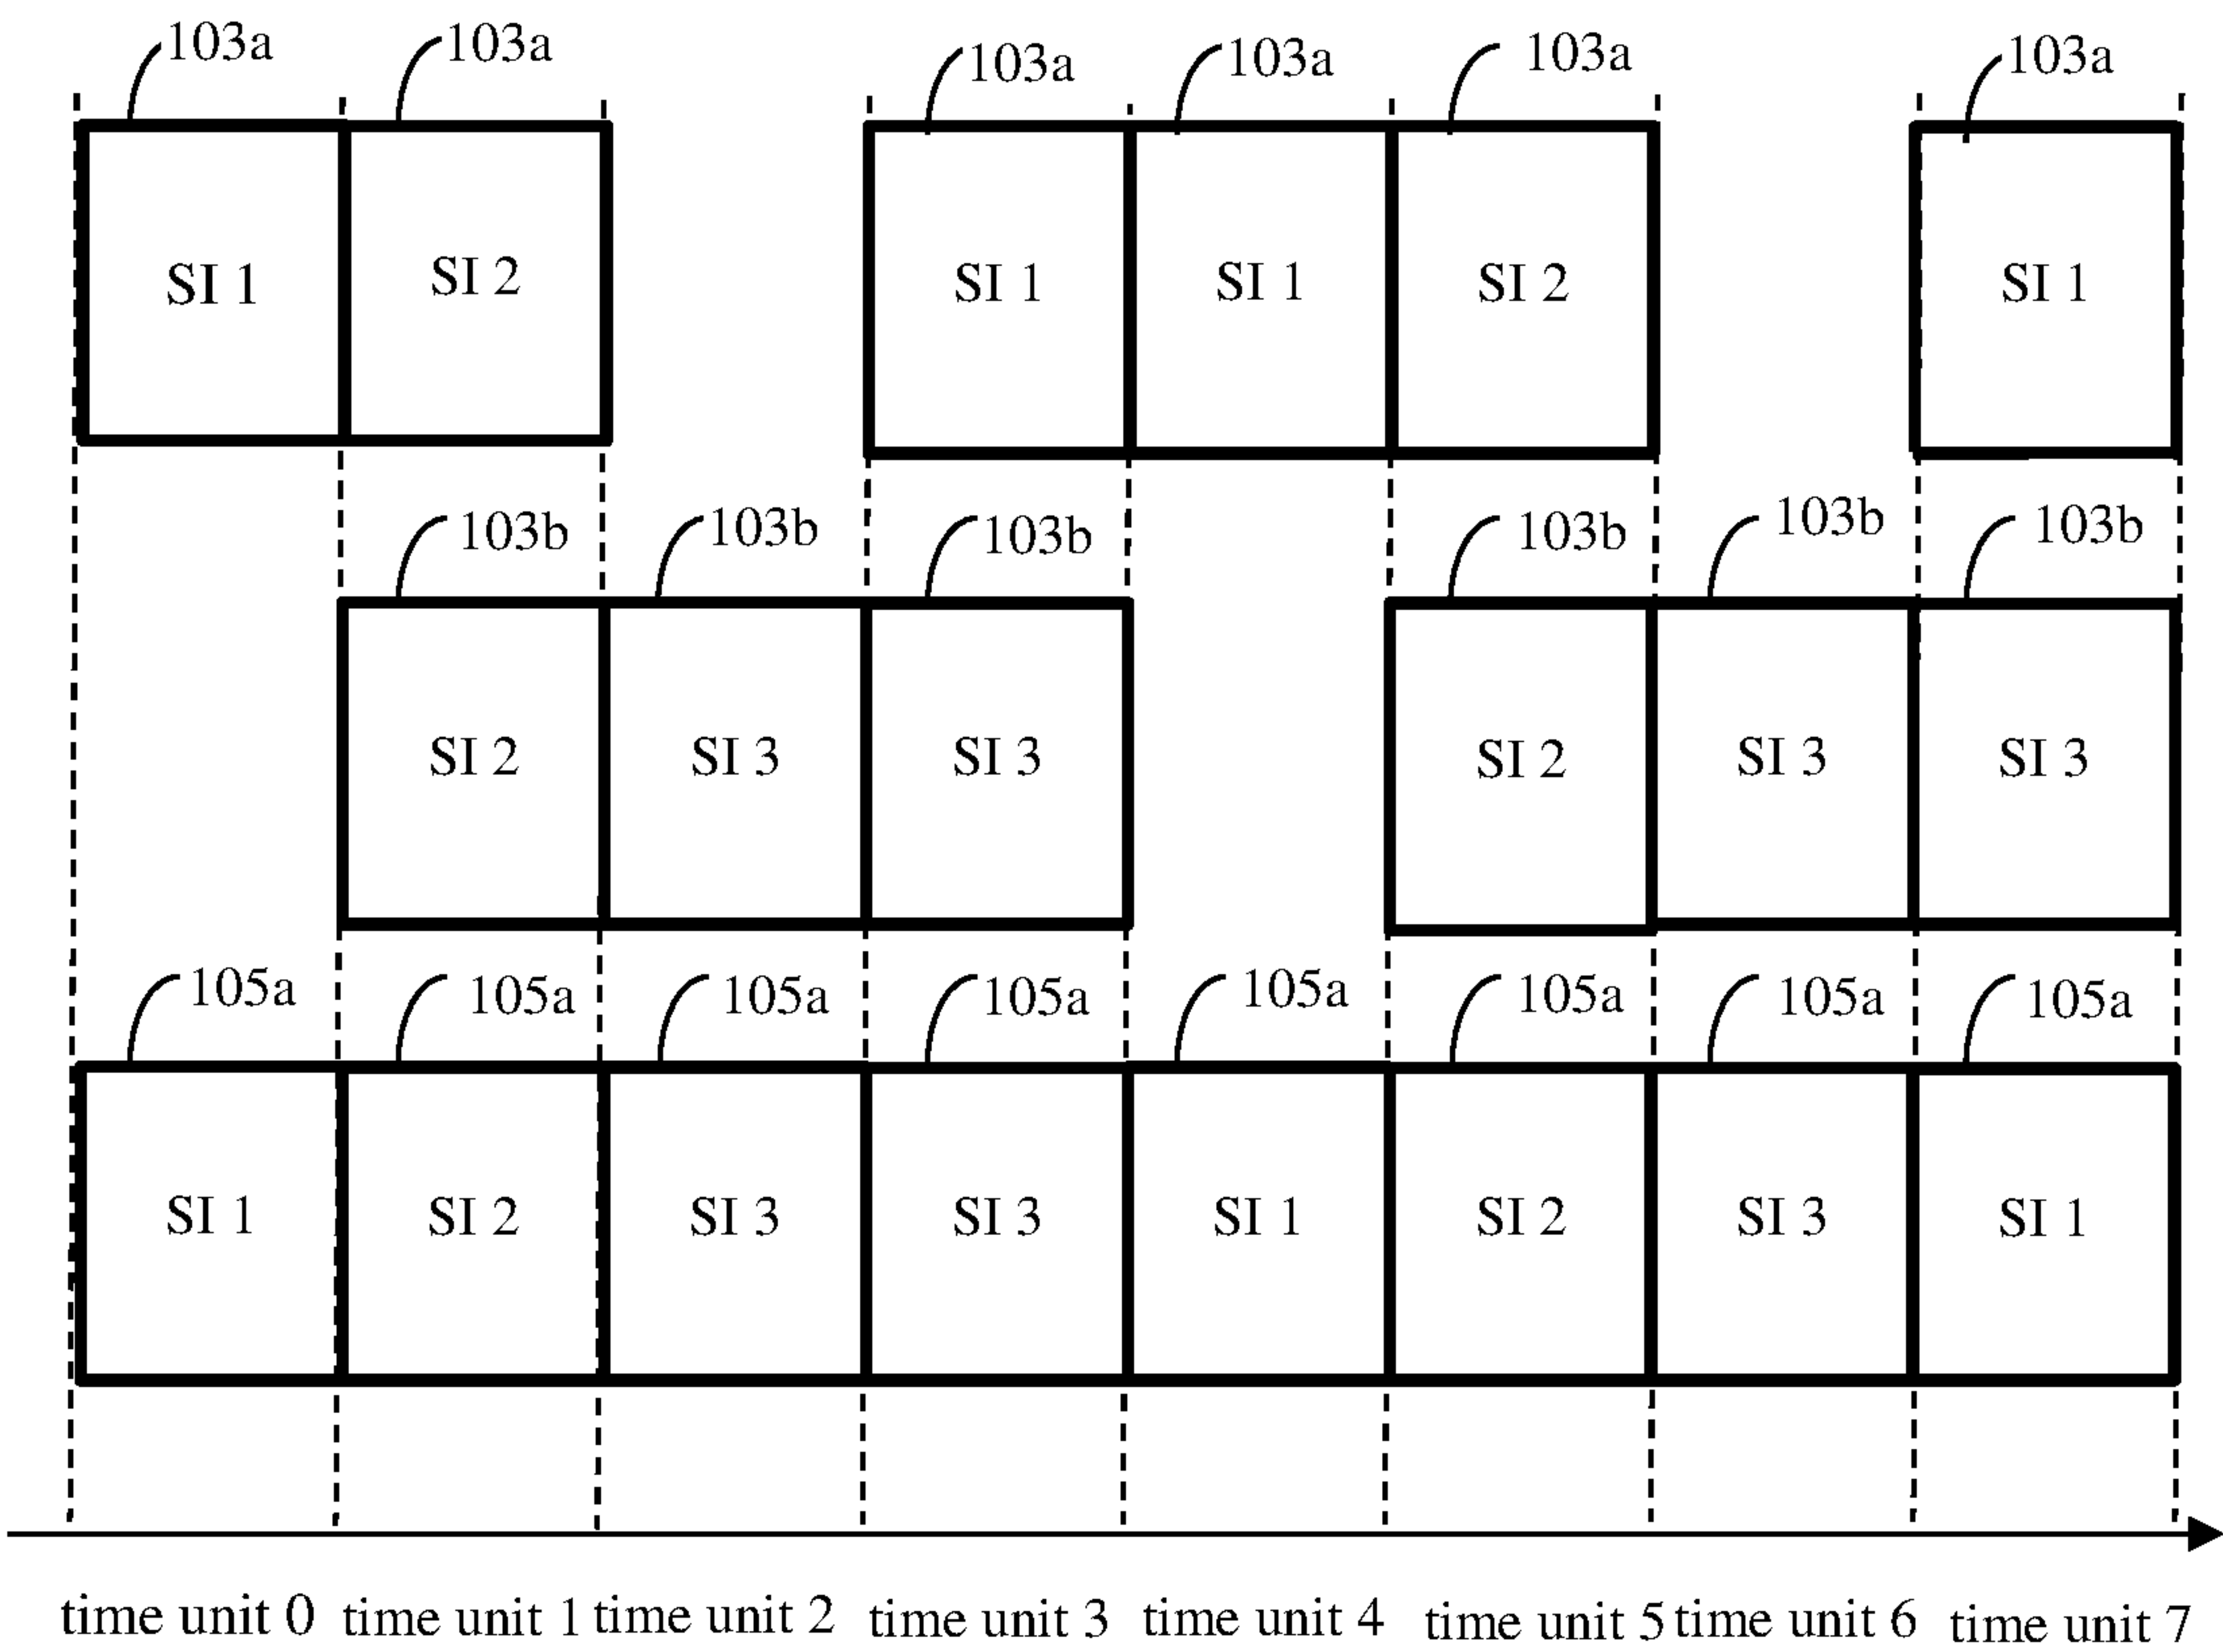 103a 103a 103a 103a 103a 103a
SI 1 SI 2 SI 1 SI 1 SI 2 SI 1
103b 103b 103b 103b 103b 103b
SI 2 SI 3 SI 3 SI 2 SI 3 SI 3
105a 105a 105a 105a 105a 105a 105a 105a
SI 1 SI 2 SI 3 SI 3 SI 1 SI 2 SI 3 SI 1
time unit 0 time unit 1 time unit 2 time unit 3 time unit 4 time unit 5 time unit 6 time unit 7